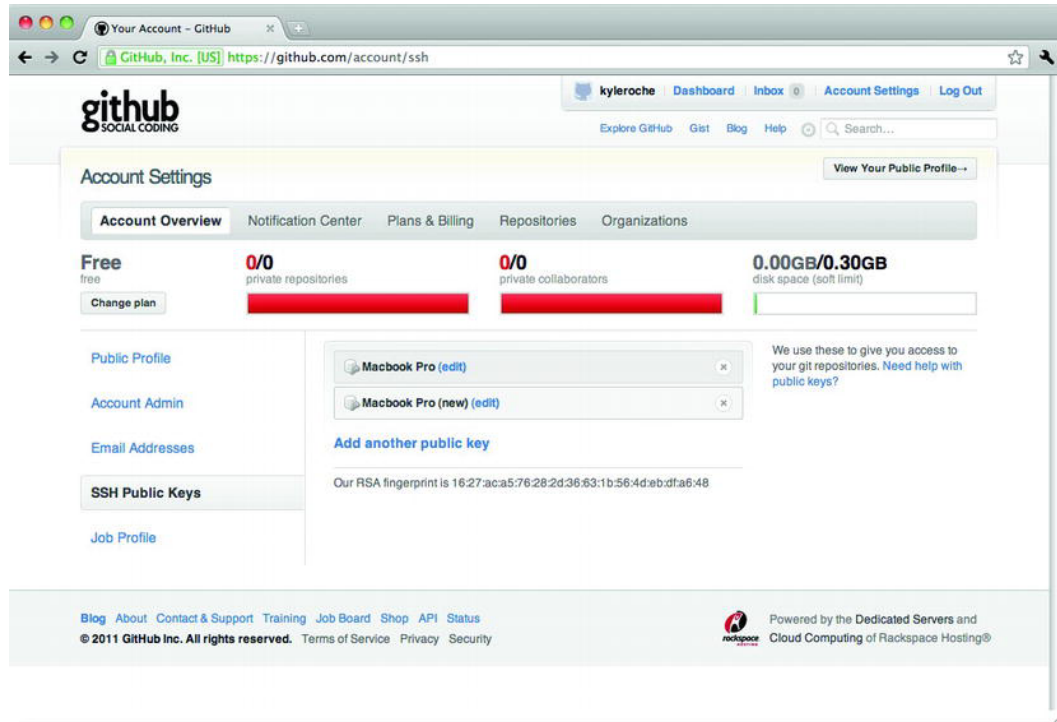 Your Account – GitHub
GitHub, Inc. [US] https://github.com/account/ssh
github
SOCIAL CODING
kyleroche Dashboard Inbox 0 Account Settings Log Out
Explore GitHub Gist Blog Help Search...
Account Settings
View Your Public Profile→
Account Overview Notification Center Plans & Billing Repositories Organizations
Free
free
Change plan
0/0
private repositories
0/0
private collaborators
0.00GB/0.30GB
disk space (soft limit)
Public Profile
Account Admin
Email Addresses
SSH Public Keys
Job Profile
Macbook Pro (edit)
Macbook Pro (new) (edit)
Add another public key
Our RSA fingerprint is 16:27:ac:a5:76:28:2d:36:63:1b:56:4d:eb:df:a6:48
We use these to give you access to
your git repositories. Need help with
public keys?
Blog About Contact & Support Training Job Board Shop API Status
© 2011 GitHub Inc. All rights reserved. Terms of Service Privacy Security
rackspace
HOSTING
Powered by the Dedicated Servers and
Cloud Computing of Rackspace Hosting®